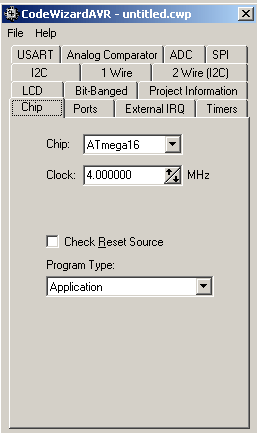 CodeWizardAVR - untitled.cwp
File Help
USART Analog Comparator ADC SPI
I2C 1 Wire 2 Wire (I2C)
LCD Bit-Banged Project Information
Chip Ports External IRQ Timers
Chip: ATmega16
Clock: 4.000000 MHz
Check Reset Source
Program Type:
Application